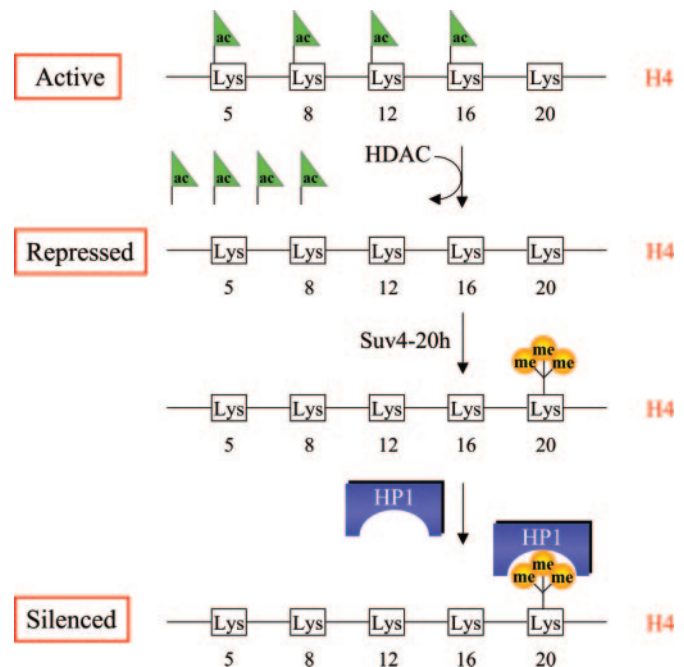 ac ac ac ac
Active Lys Lys Lys Lys Lys H4
5 8 12 16 20
HDAC
ac ac ac ac
Repressed Lys Lys Lys Lys Lys H4
5 8 12 16 20
Suv4-20h
me
me me
Lys Lys Lys Lys Lys H4
5 8 12 16 20
HP1
HP1
me
me me
Silenced Lys Lys Lys Lys Lys H4
5 8 12 16 20